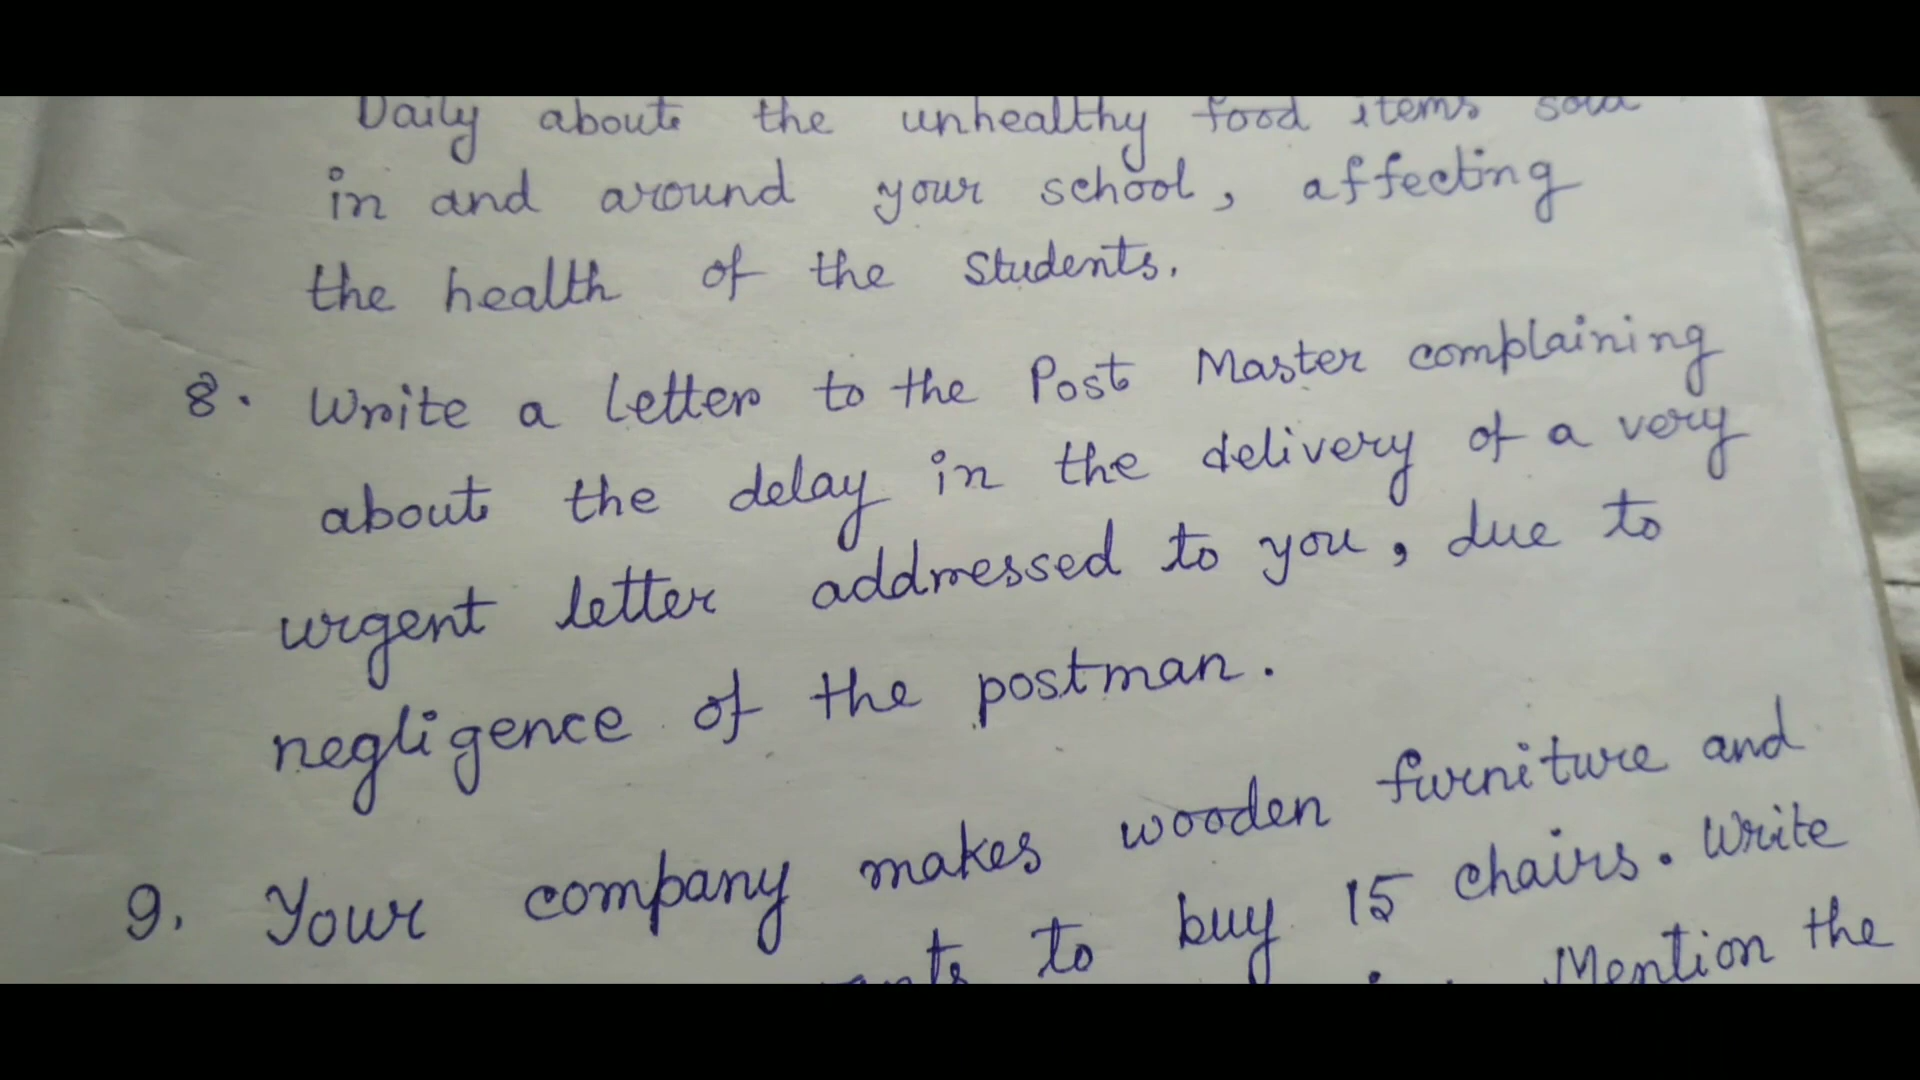 Daily about the unhealthy food items sold
in and around your school, affecting
the health of the students.
8. Write a letter to the Post Master complaining
about the delay in the delivery of a very
urgent letter addressed to you, due to
negligence of the postman.
9. Your company makes wooden furniture and
to buy 15 chairs. Write
Mention the